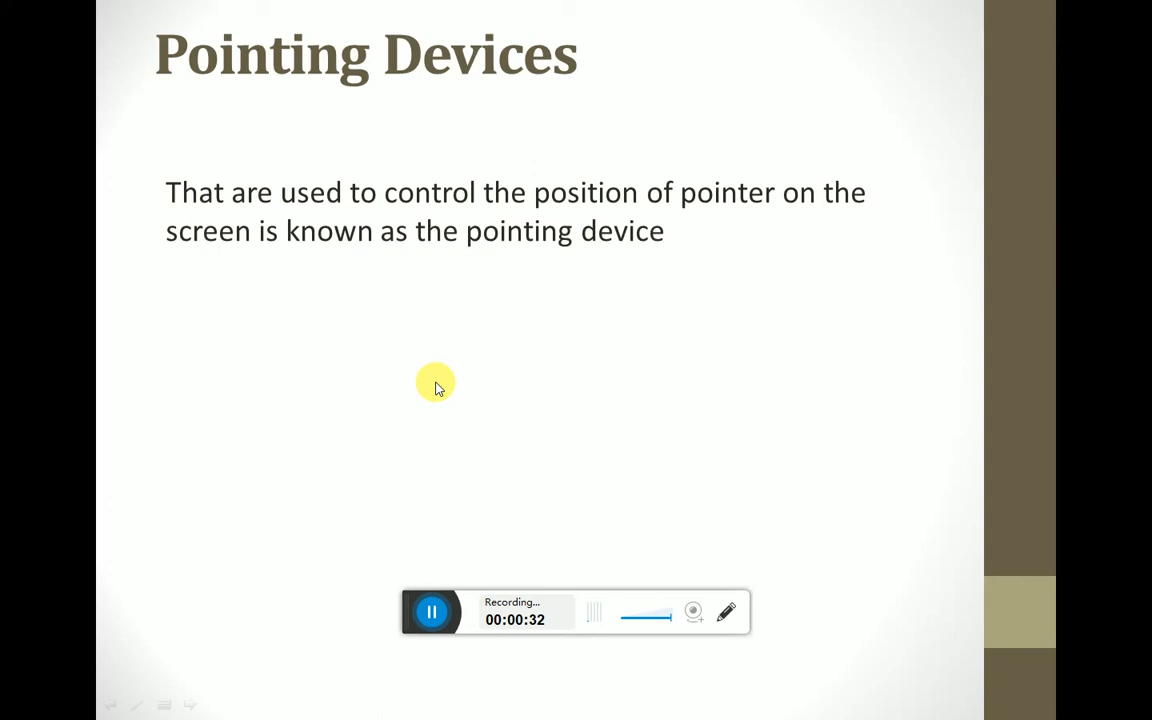 Pointing Devices
That are used to control the position of pointer on the
screen is known as the pointing device
Recording...
00:00:32